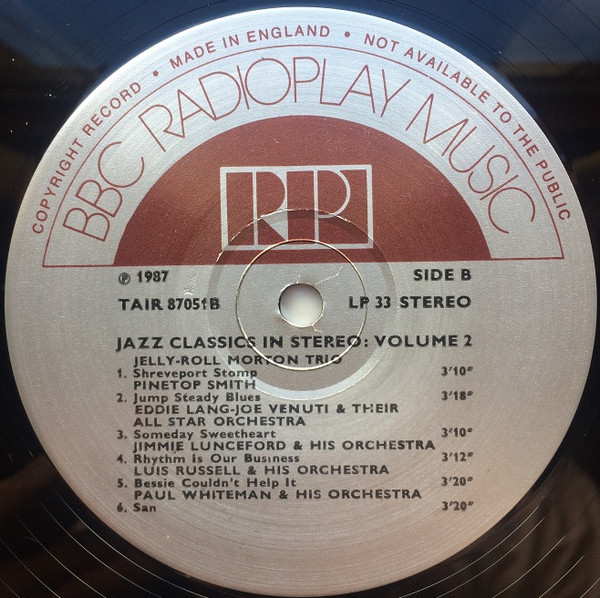 COPYRIGHT RECORD • MADE IN ENGLAND • NOT AVAILABLE TO THE PUBLIC
BBC RADIOPLAY MUSIC
RPI
℗ 1987 SIDE B
TAIR 87051B LP 33 STEREO
JAZZ CLASSICS IN STEREO: VOLUME 2
JELLY-ROLL MORTON TRIO
1. Shreveport Stomp 3'10"
PINETOP SMITH
2. Jump Steady Blues 3'18"
EDDIE LANG-JOE VENUTI & THEIR
ALL STAR ORCHESTRA
3. Someday Sweetheart 3'10"
JIMMIE LUNCEFORD & HIS ORCHESTRA
4. Rhythm is Our Business 3'12"
LUIS RUSSELL & HIS ORCHESTRA
5. Bessie Couldn't Help It 3'20"
PAUL WHITEMAN & HIS ORCHESTRA
6. San 3'20"